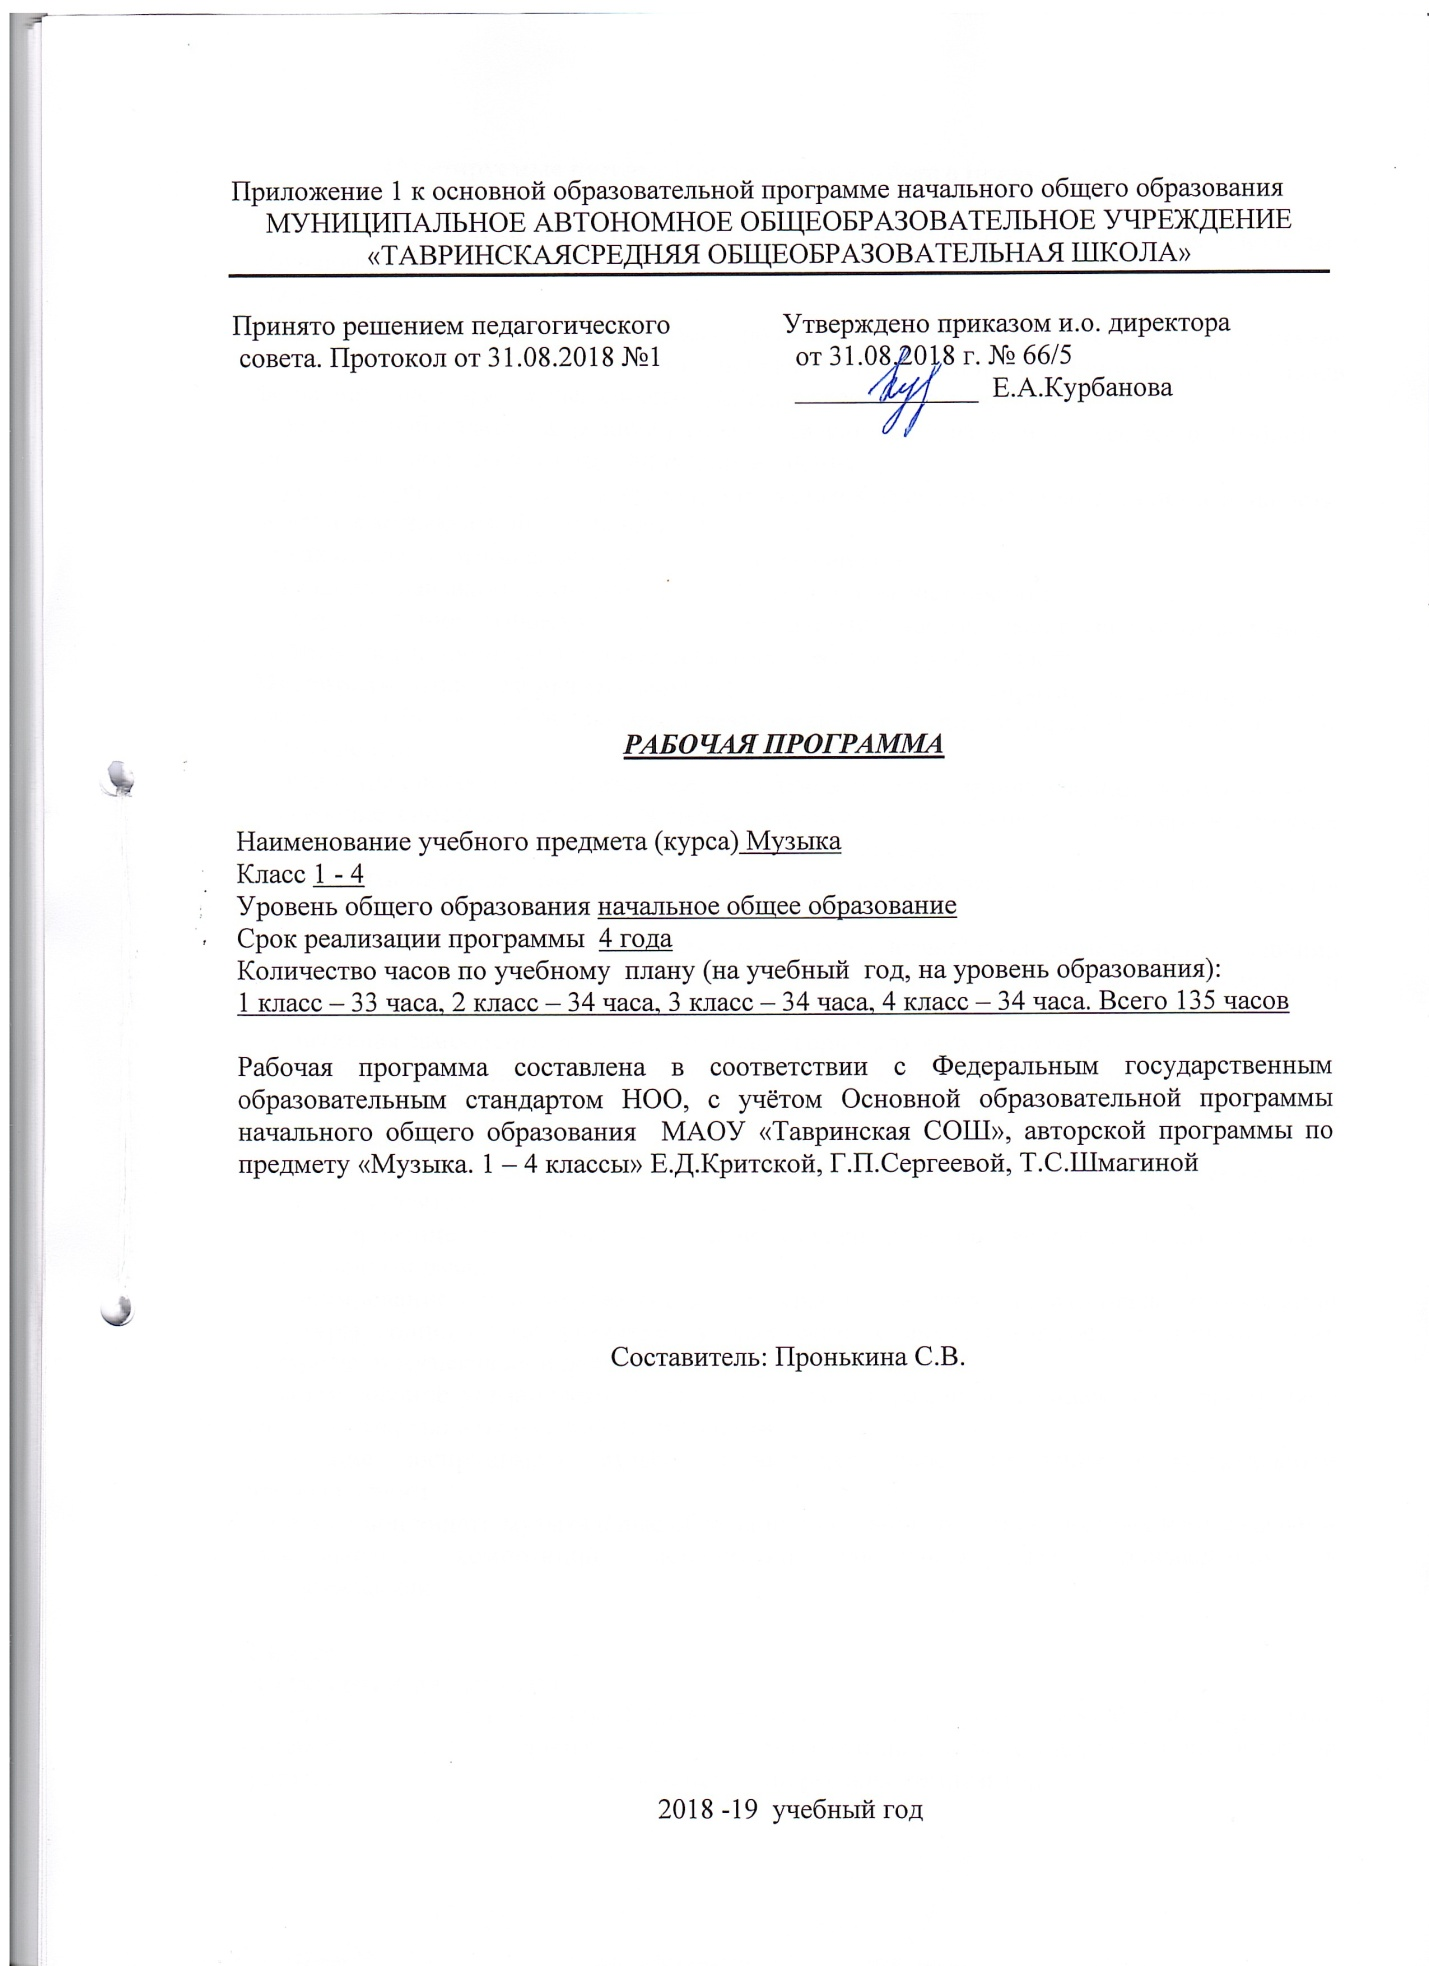 Приложение 1 к основной образовательной программе начального общего образования
МУНИЦИПАЛЬНОЕ АВТОНОМНОЕ ОБЩЕОБРАЗОВАТЕЛЬНОЕ УЧРЕЖДЕНИЕ
«ТАВРИНСКАЯСРЕДНЯЯ ОБЩЕОБРАЗОВАТЕЛЬНАЯ ШКОЛА»
Принято решением педагогического
совета. Протокол от 31.08.2018 №1
Утверждено приказом и.о. директора
от 31.08.2018 г. № 66/5
Е.А.Курбанова
РАБОЧАЯ ПРОГРАММА
Наименование учебного предмета (курса) Музыка
Класс 1 - 4
Уровень общего образования начальное общее образование
Срок реализации программы 4 года
Количество часов по учебному плану (на учебный год, на уровень образования):
1 класс – 33 часа, 2 класс – 34 часа, 3 класс – 34 часа, 4 класс – 34 часа. Всего 135 часов
Рабочая программа составлена в соответствии с Федеральным государственным
образовательным стандартом НОО, с учётом Основной образовательной программы
начального общего образования МАОУ «Тавринская СОШ», авторской программы по
предмету «Музыка. 1 – 4 классы» Е.Д.Критской, Г.П.Сергеевой, Т.С.Шмагиной
Составитель: Пронькина С.В.
2018 -19 учебный год